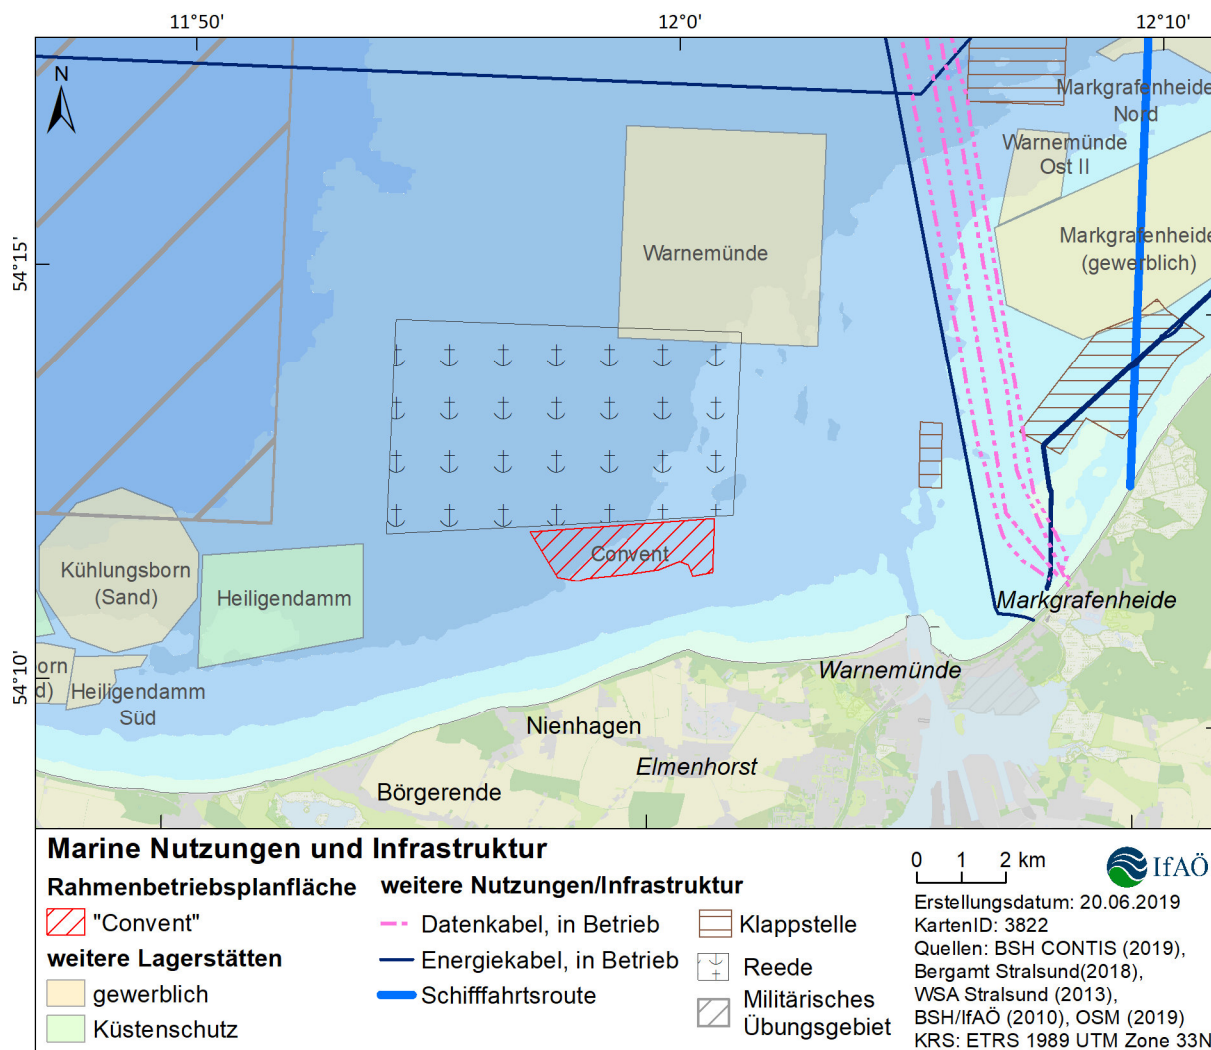 11°50'
12°0'
12°10'
N
54°15'
54°10'
Markgrafenheide
Nord
Warnemünde
Ost II
Markgrafenheide
(gewerblich)
Warnemünde
Convent
Kühlungsborn
(Sand)
Heiligendamm
orn
d)
Heiligendamm
Süd
Markgrafenheide
Warnemünde
Nienhagen
Elmenhorst
Börgerende
Marine Nutzungen und Infrastruktur
Rahmenbetriebsplanfläche
"Convent"
weitere Lagerstätten
gewerblich
Küstenschutz
weitere Nutzungen/Infrastruktur
Datenkabel, in Betrieb
Energiekabel, in Betrieb
Schifffahrtsroute
Klappstelle
Reede
Militärisches
Übungsgebiet
0 1 2 km
IfAÖ
Erstellungsdatum: 20.06.2019
KartenID: 3822
Quellen: BSH CONTIS (2019),
Bergamt Stralsund(2018),
WSA Stralsund (2013),
BSH/IfAÖ (2010), OSM (2019)
KRS: ETRS 1989 UTM Zone 33N